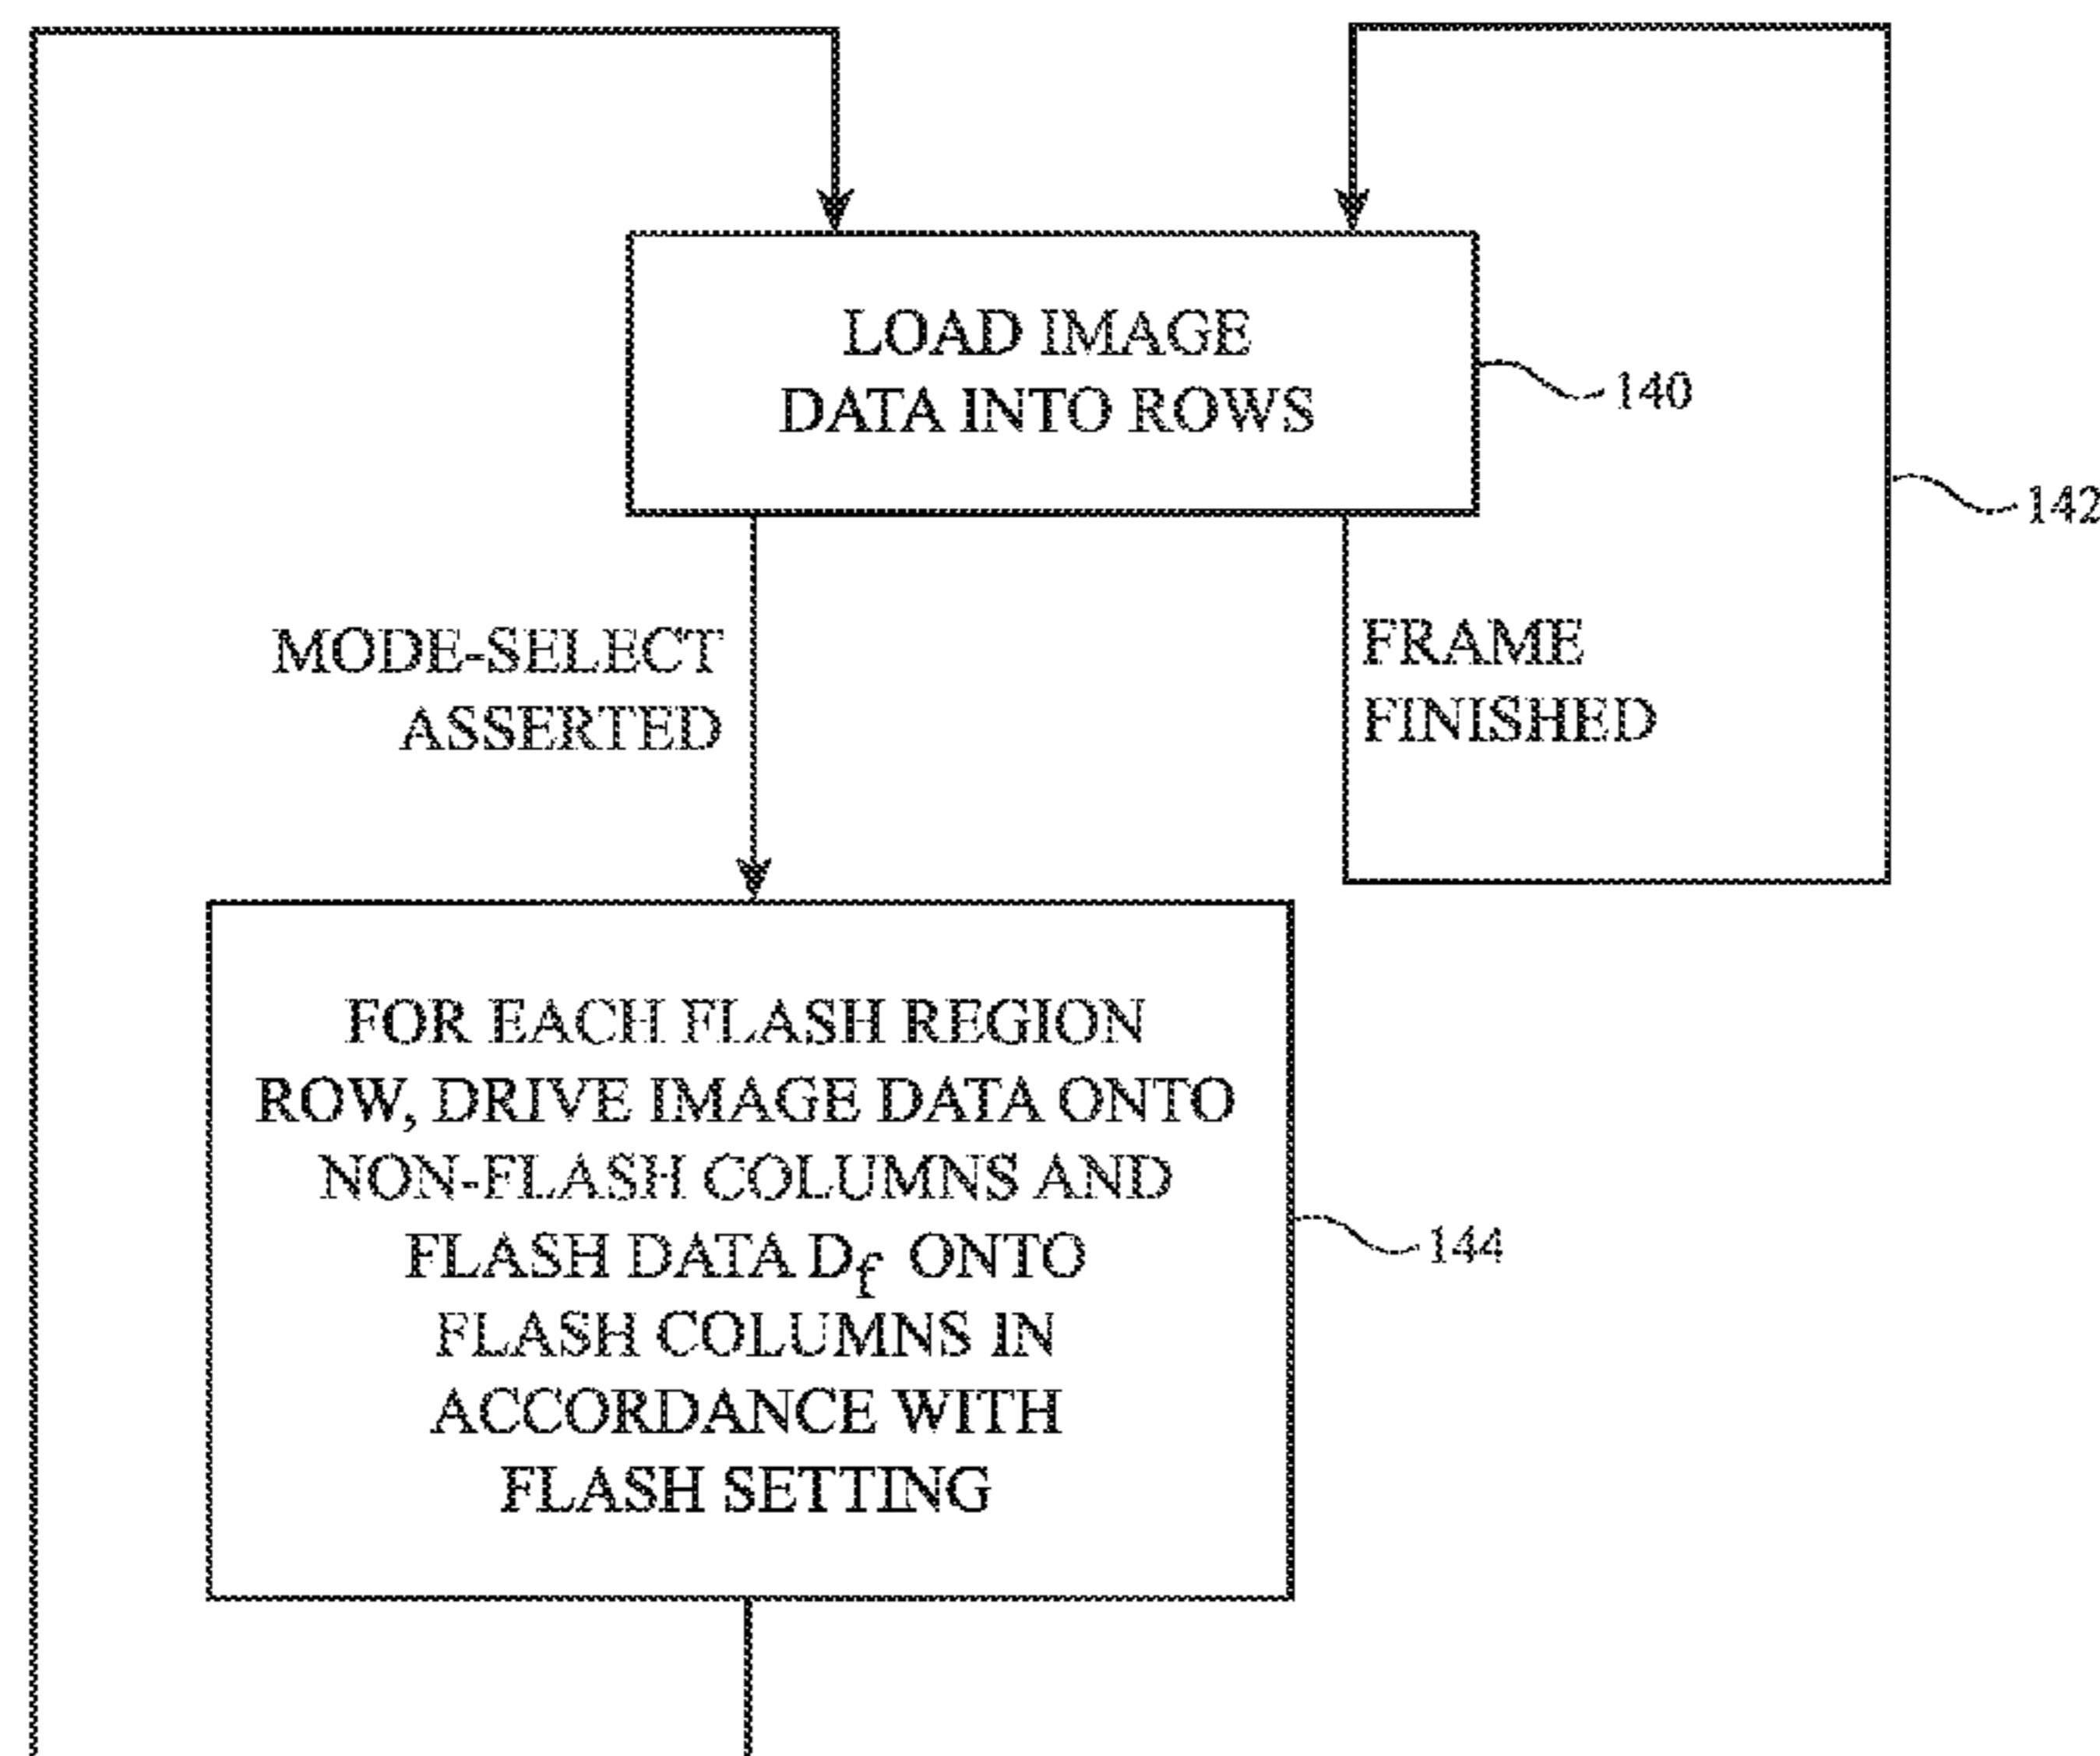 LOAD IMAGE
DATA INTO ROWS
140
142
MODE-SELECT
ASSERTED
FRAME
FINISHED
FOR EACH FLASH REGION
ROW, DRIVE IMAGE DATA ONTO
NON-FLASH COLUMNS AND
FLASH DATA Df ONTO
FLASH COLUMNS IN
ACCORDANCE WITH
FLASH SETTING
144